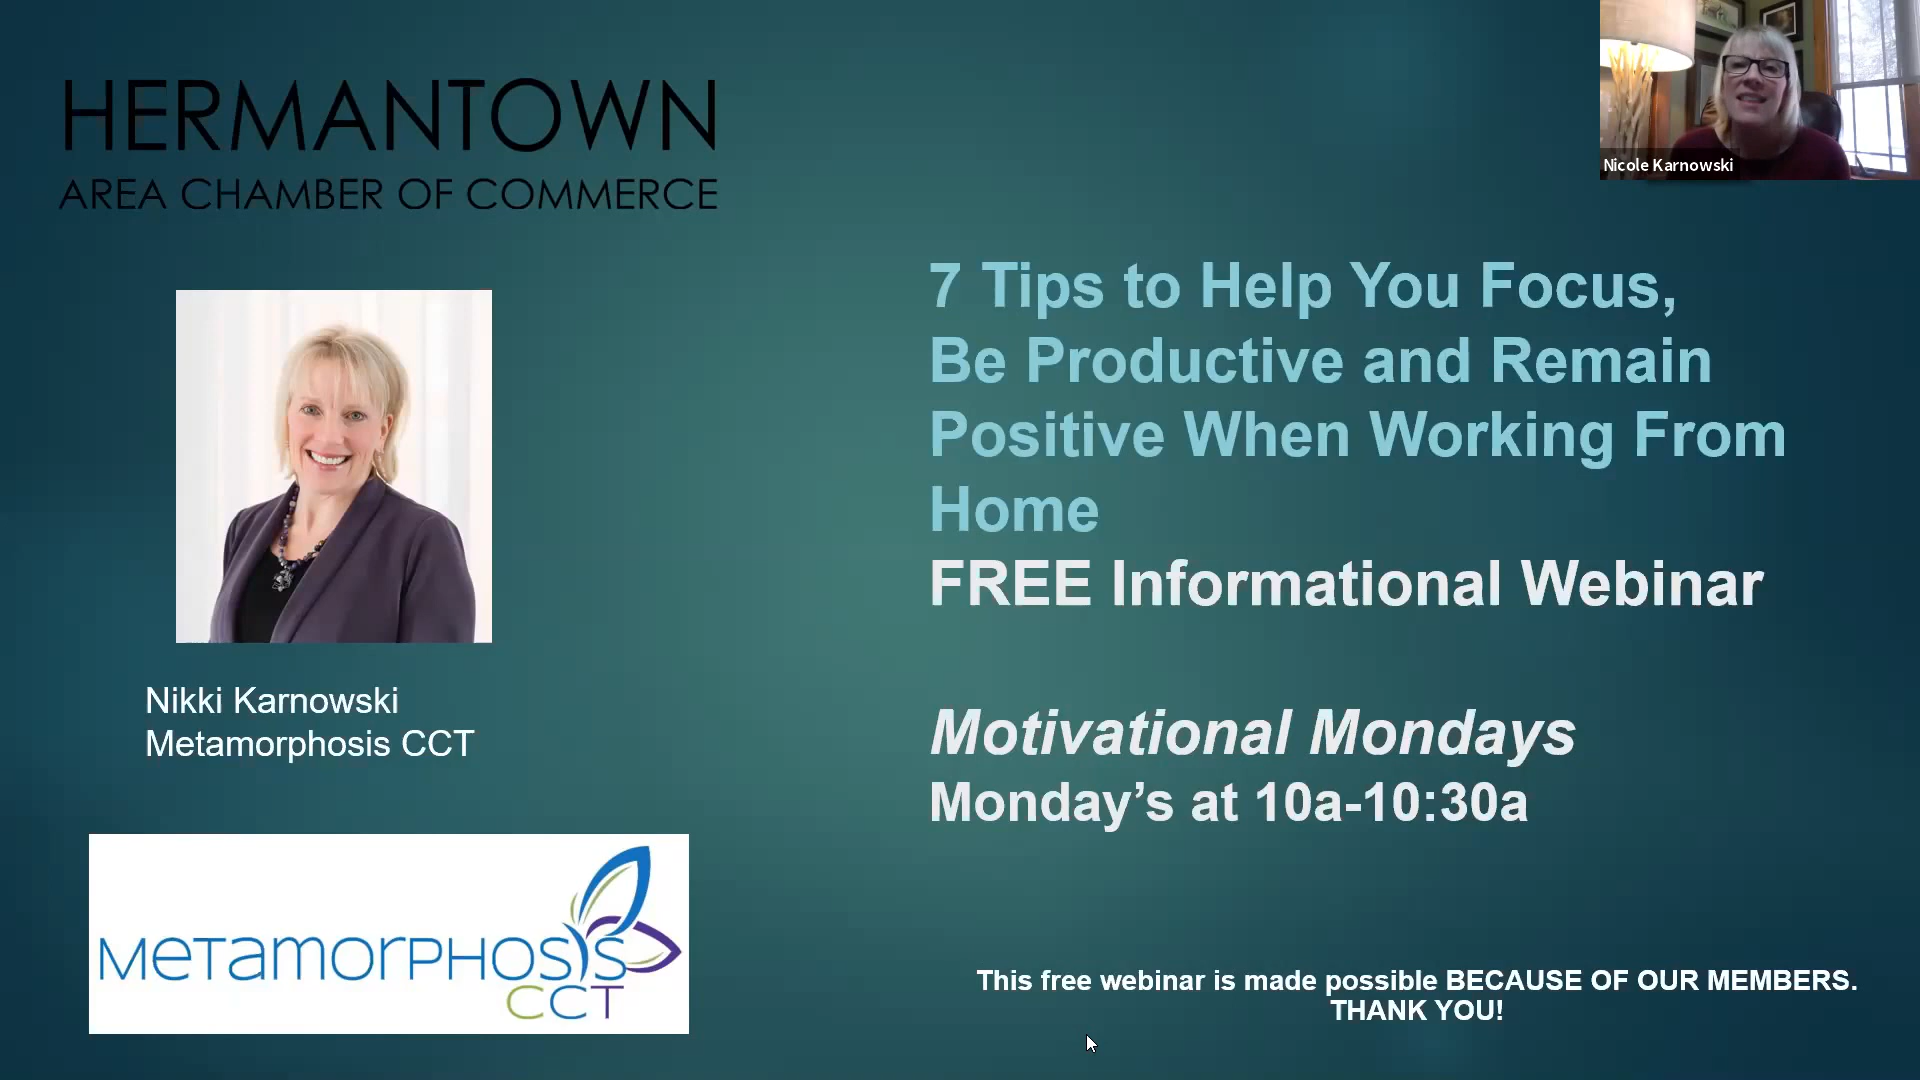 HERMANTOWN
AREA CHAMBER OF COMMERCE
Nicole Karnowski
7 Tips to Help You Focus,
Be Productive and Remain
Positive When Working From
Home
FREE Informational Webinar
Motivational Mondays
Monday’s at 10a-10:30a
Nikki Karnowski
Metamorphosis CCT
METAMORPHOSIS
CCT
This free webinar is made possible BECAUSE OF OUR MEMBERS.
THANK YOU!